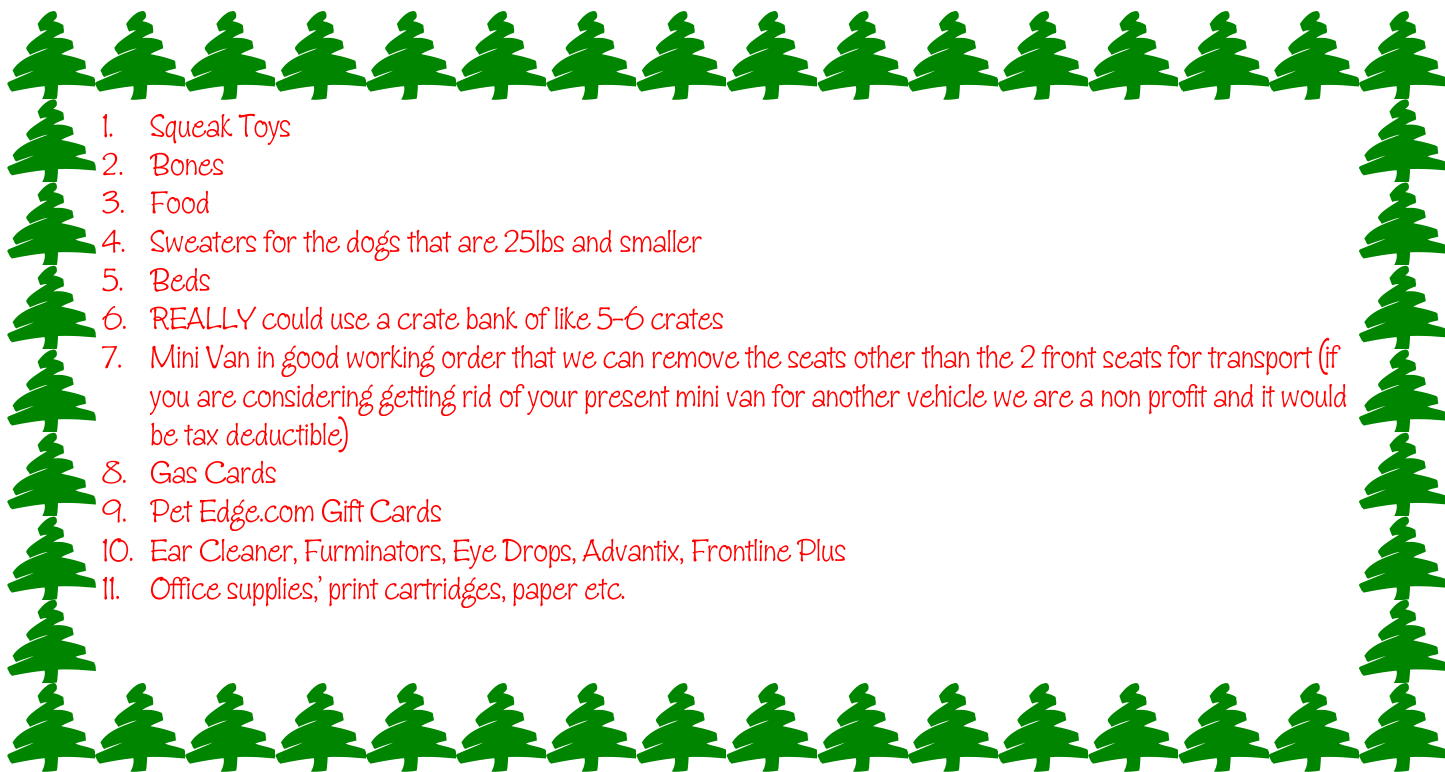 1. Squeak Toys
2. Bones
3. Food
4. Sweaters for the dogs that are 25lbs and smaller
5. Beds
6. REALLY could use a crate bank of like 5-6 crates
7. Mini Van in good working order that we can remove the seats other than the 2 front seats for transport (if
you are considering getting rid of your present mini van for another vehicle we are a non profit and it would
be tax deductible)
8. Gas Cards
9. Pet Edge.com Gift Cards
10. Ear Cleaner, Furminators, Eye Drops, Advantix, Frontline Plus
11. Office supplies,’ print cartridges, paper etc.